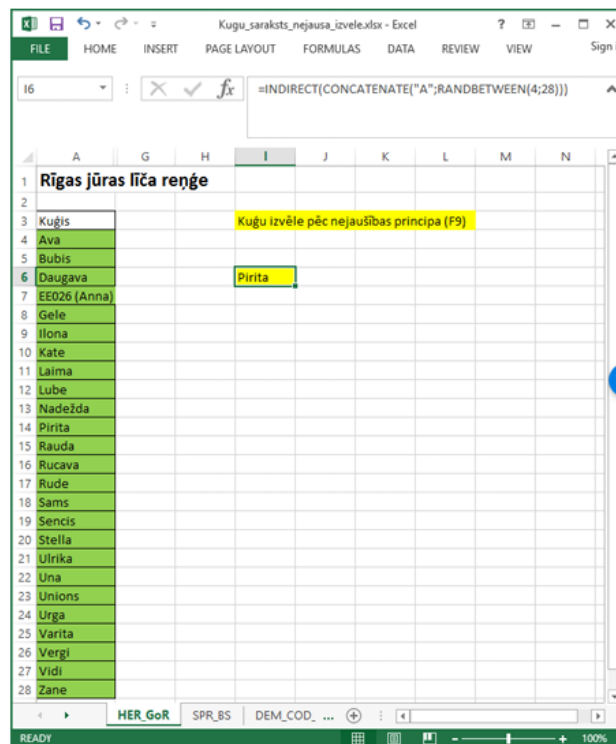 Kugu_saraksts_nejausa_izvele.xlsx - Excel
FILE HOME INSERT PAGE LAYOUT FORMULAS DATA REVIEW VIEW Sign
I6 fx =INDIRECT(CONCATENATE("A";RANDBETWEEN(4;28)))
A G H I J K L M N
1 Rīgas jūras līča reņģe
2
3 Kuģis Kuģu izvēle pēc nejaušības principa (F9)
4 Ava
5 Bubis
6 Daugava Pirita
7 EE026 (Anna)
8 Gele
9 Ilona
10 Kate
11 Laima
12 Lube
13 Nadežda
14 Pirita
15 Rauda
16 Rucava
17 Rude
18 Sams
19 Sencis
20 Stella
21 Ulrika
22 Una
23 Unions
24 Urga
25 Varita
26 Vergi
27 Vidi
28 Zane
HER_GoR SPR_BS DEM_COD_ ...
READY 100%